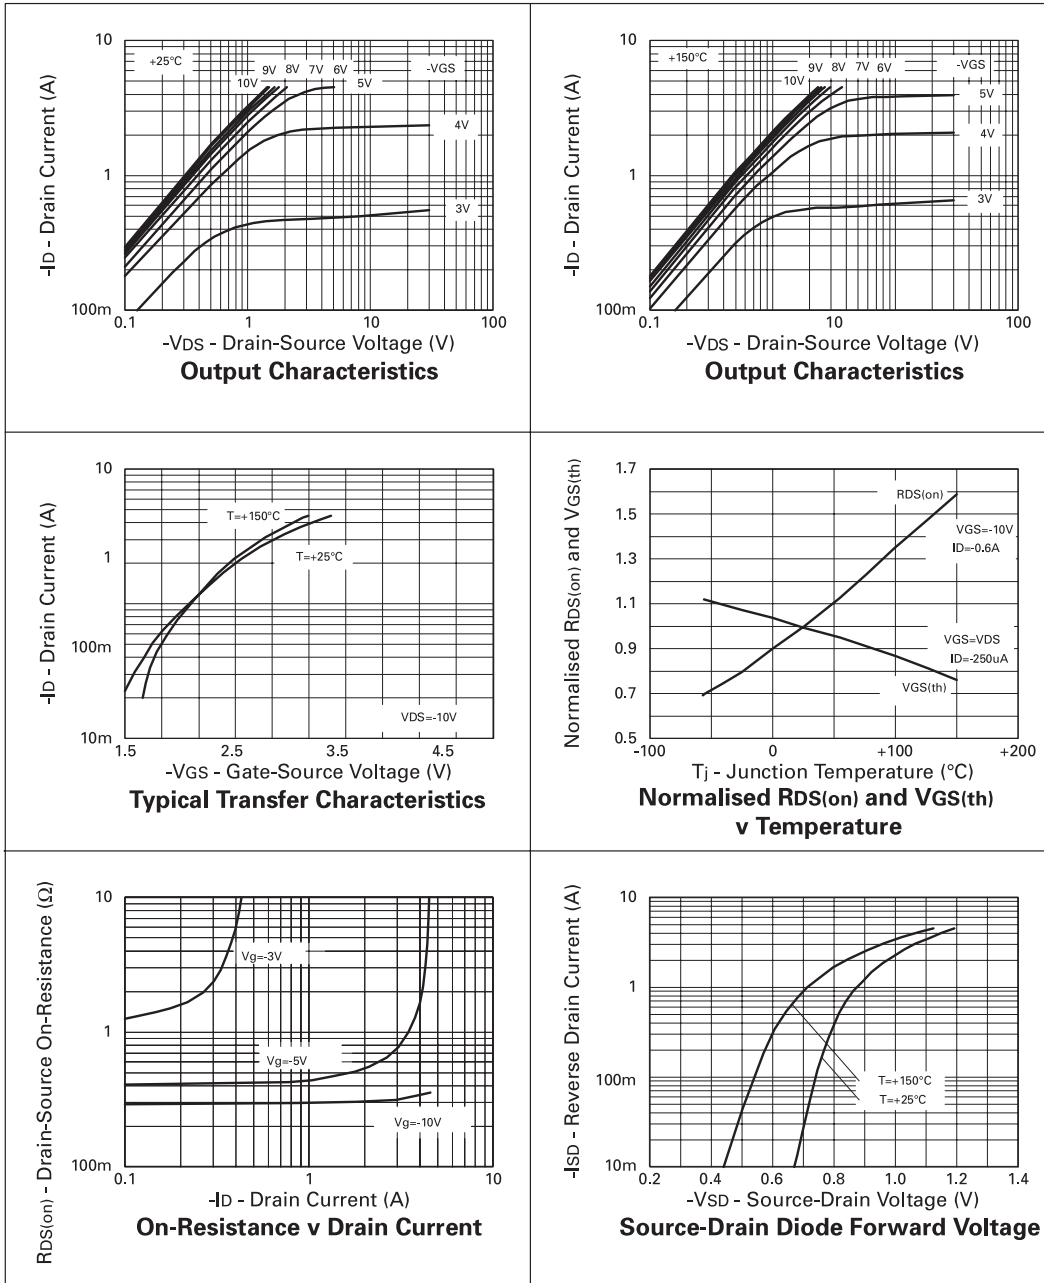 10
+25°C
9V 8V 7V 6V
-VGS
10V
5V
4V
1
3V
100m
0.1
1
10
100
-ID - Drain Current (A)
-VDS - Drain-Source Voltage (V)
Output Characteristics
10
+150°C
9V 8V 7V 6V
-VGS
10V
5V
4V
1
3V
100m
0.1
1
10
100
-ID - Drain Current (A)
-VDS - Drain-Source Voltage (V)
Output Characteristics
10
T=+150°C
1
T=+25°C
100m
VDS=-10V
10m
1.5
2.5
3.5
4.5
-ID - Drain Current (A)
-VGS - Gate-Source Voltage (V)
Typical Transfer Characteristics
1.7
RDS(on)
1.5
VGS=-10V
ID=-0.6A
1.3
1.1
VGS=VDS
0.9
ID=-250uA
VGS(th)
0.7
0.5
-100
0
+100
+200
Normalised RDS(on) and VGS(th)
Tj - Junction Temperature (°C)
Normalised RDS(on) and VGS(th)
v Temperature
10
Vg=-3V
1
Vg=-5V
Vg=-10V
100m
0.1
1
10
RDS(on) - Drain-Source On-Resistance (Ω)
-ID - Drain Current (A)
On-Resistance v Drain Current
10
1
100m
T=+150°C
T=+25°C
10m
0.2
0.4
0.6
0.8
1.0
1.2
1.4
-ISD - Reverse Drain Current (A)
-VSD - Source-Drain Voltage (V)
Source-Drain Diode Forward Voltage